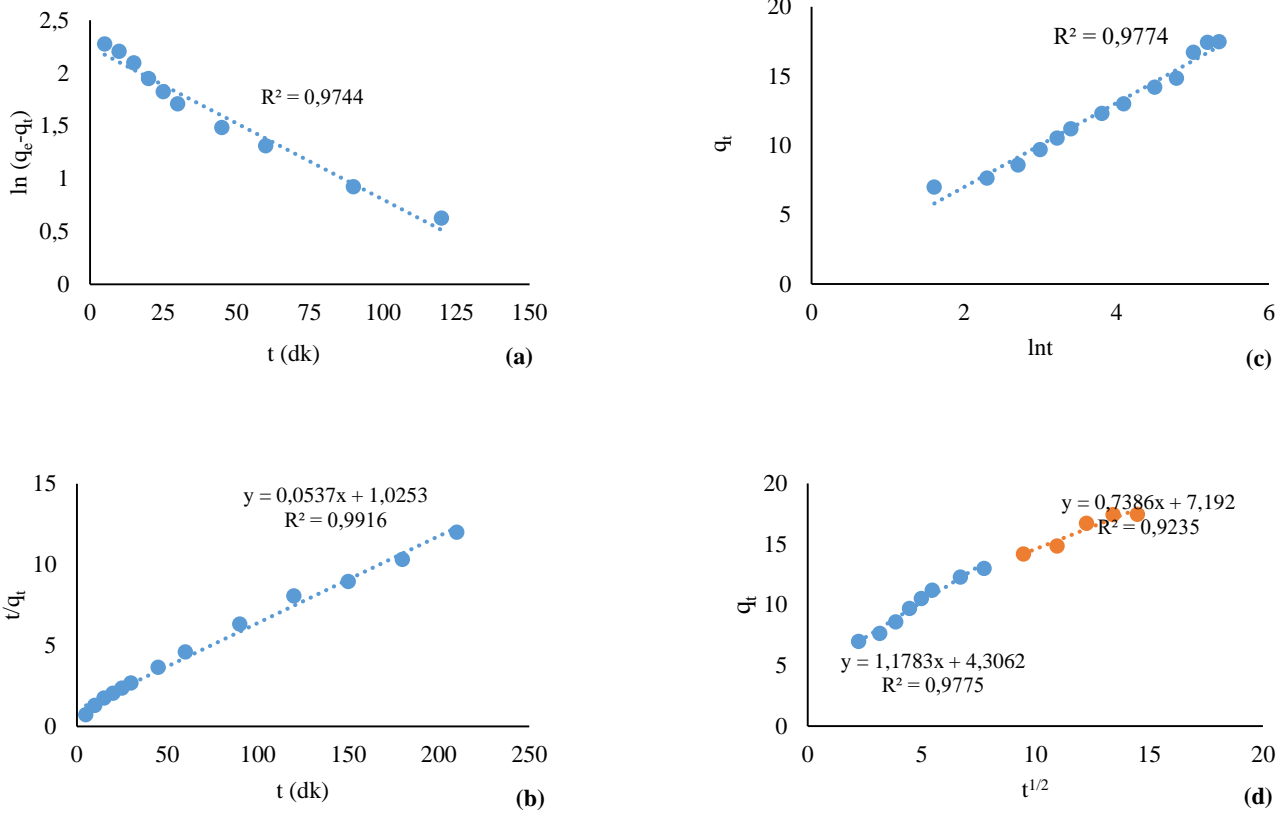 2,5
2
1,5
1
0,5
0
ln (qe-qt)
R² = 0,9744
0 25 50 75 100 125 150
t (dk)
(a)
20
15
10
5
0
qt
R² = 0,9774
0 2 4 6
lnt
(c)
15
10
5
0
t/qt
y = 0,0537x + 1,0253
R² = 0,9916
0 50 100 150 200 250
t (dk)
(b)
20
15
10
5
0
qt
y = 0,7386x + 7,192
R² = 0,9235
y = 1,1783x + 4,3062
R² = 0,9775
0 5 10 15 20
t1/2
(d)